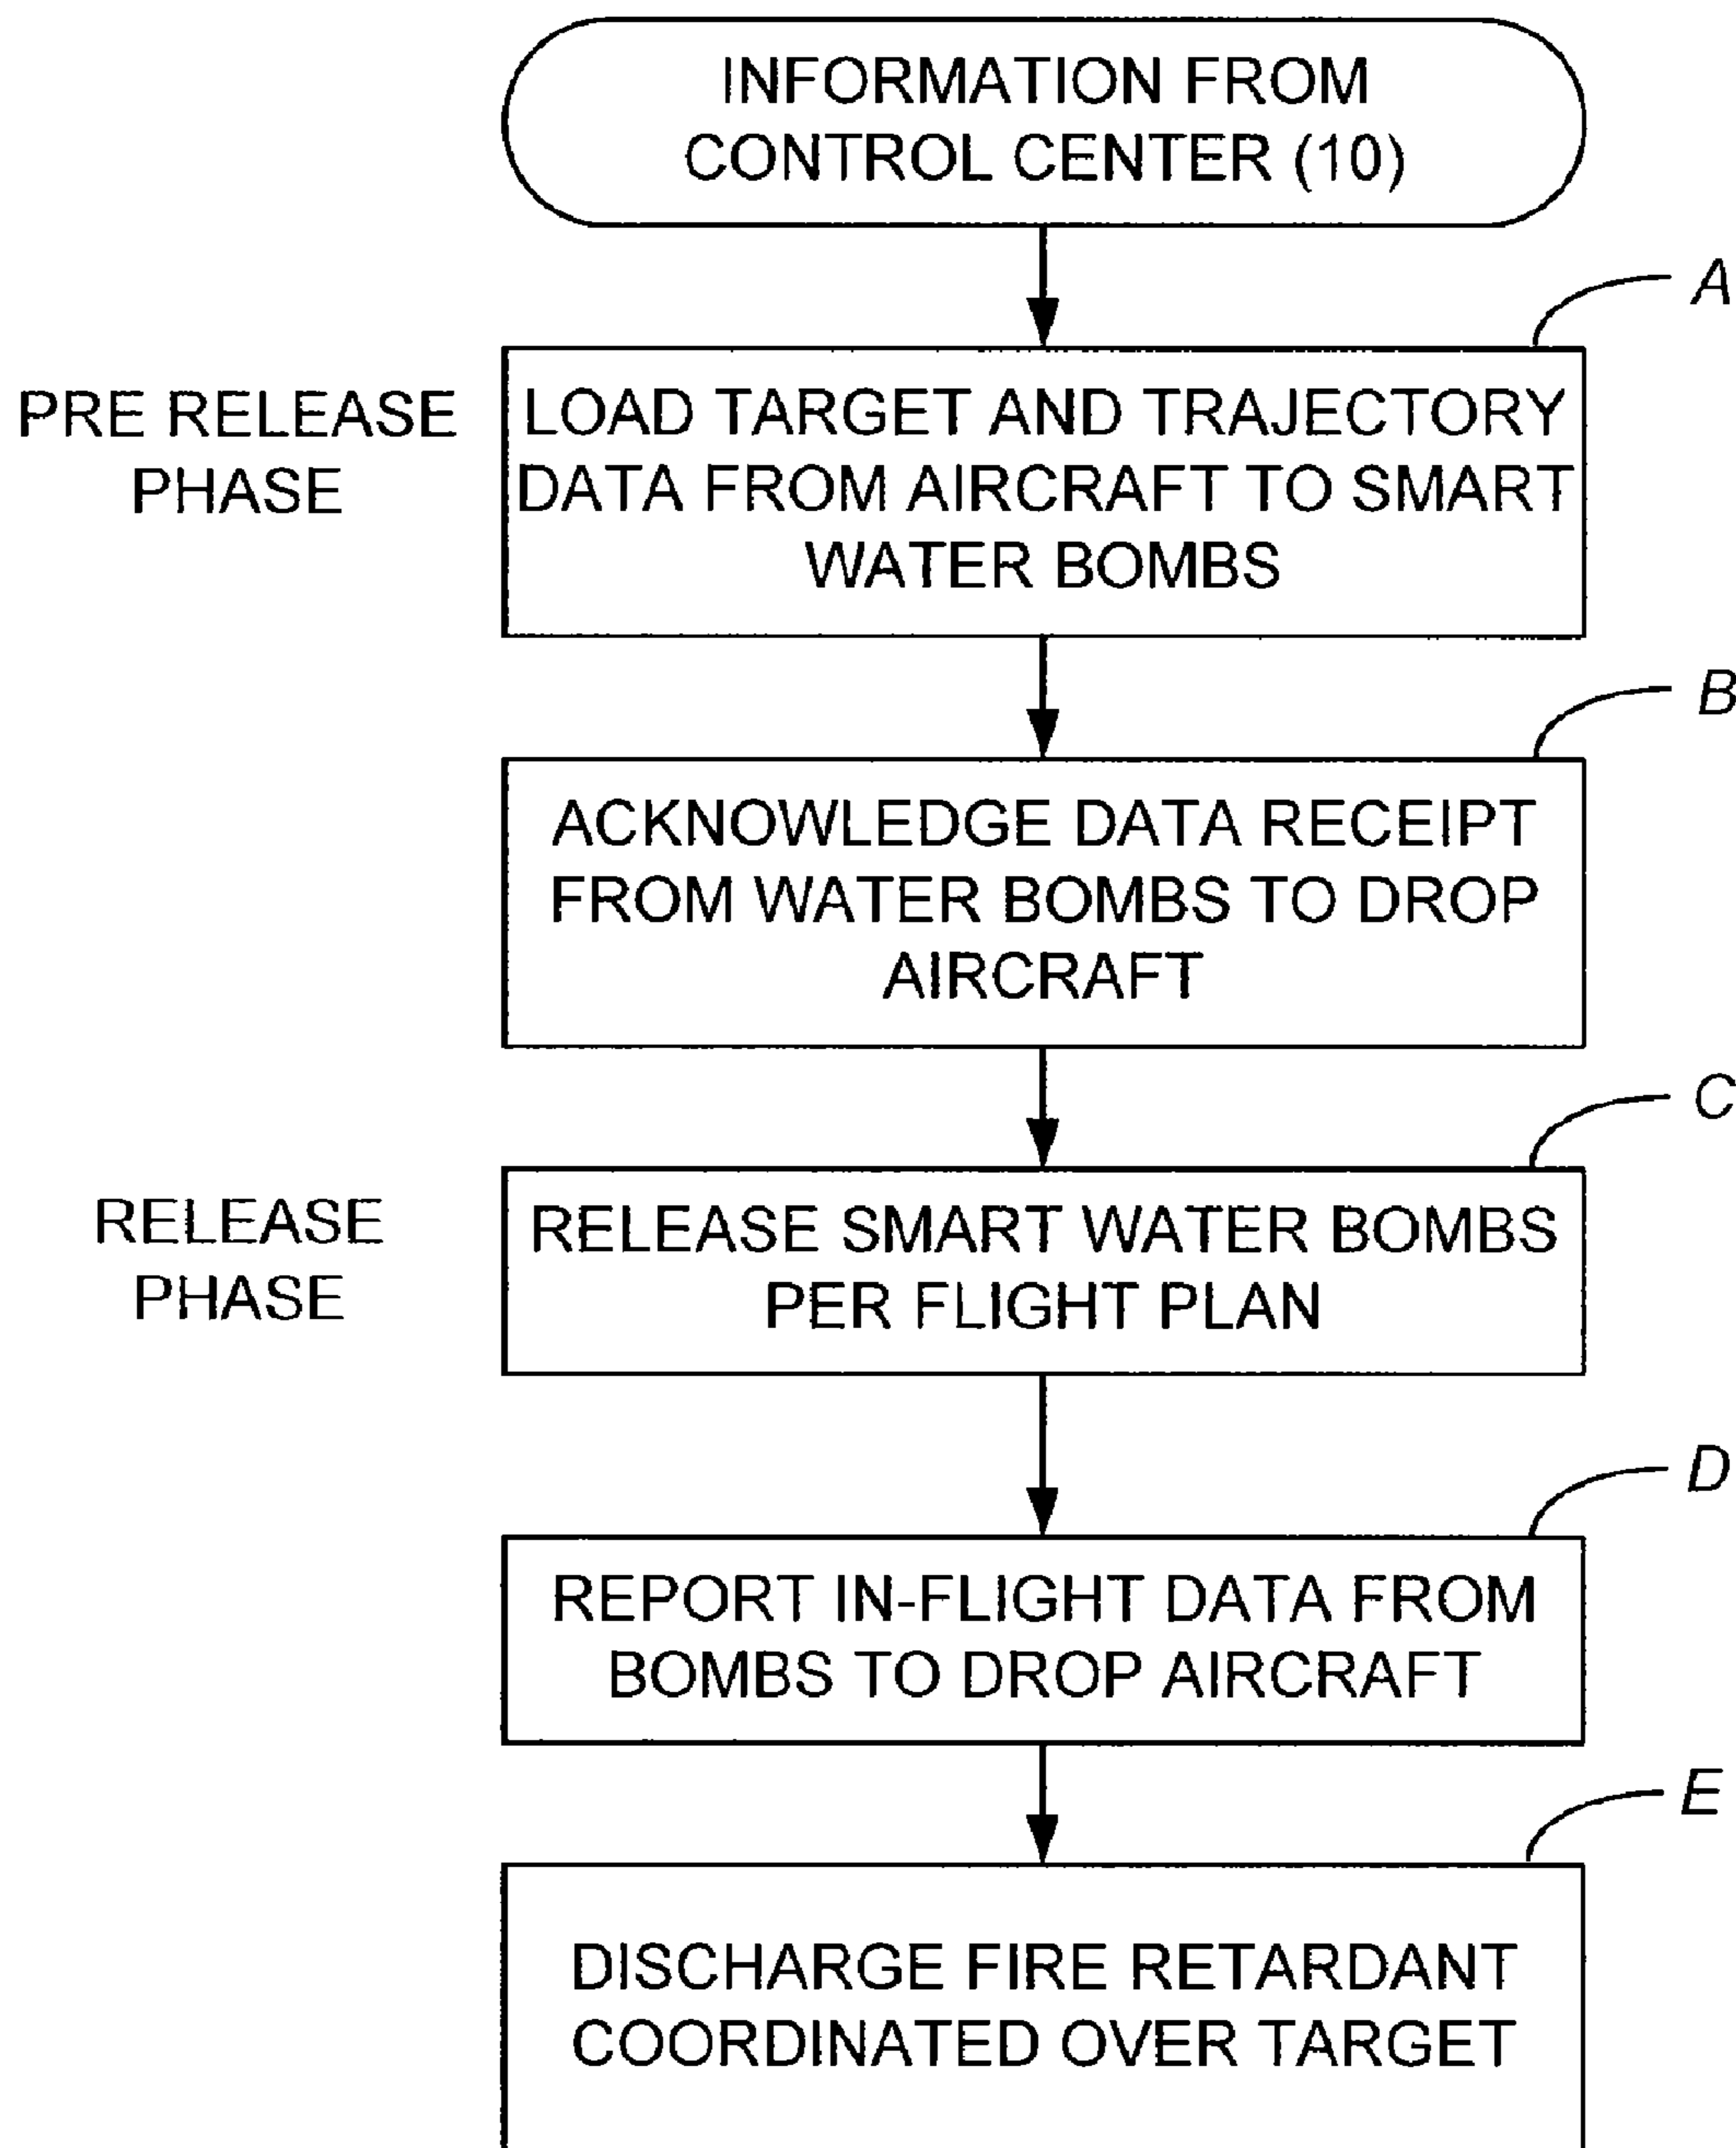 INFORMATION FROM
CONTROL CENTER (10)
A
PRE RELEASE
PHASE
LOAD TARGET AND TRAJECTORY
DATA FROM AIRCRAFT TO SMART
WATER BOMBS
B
ACKNOWLEDGE DATA RECEIPT
FROM WATER BOMBS TO DROP
AIRCRAFT
C
RELEASE
PHASE
RELEASE SMART WATER BOMBS
PER FLIGHT PLAN
D
REPORT IN-FLIGHT DATA FROM
BOMBS TO DROP AIRCRAFT
E
DISCHARGE FIRE RETARDANT
COORDINATED OVER TARGET